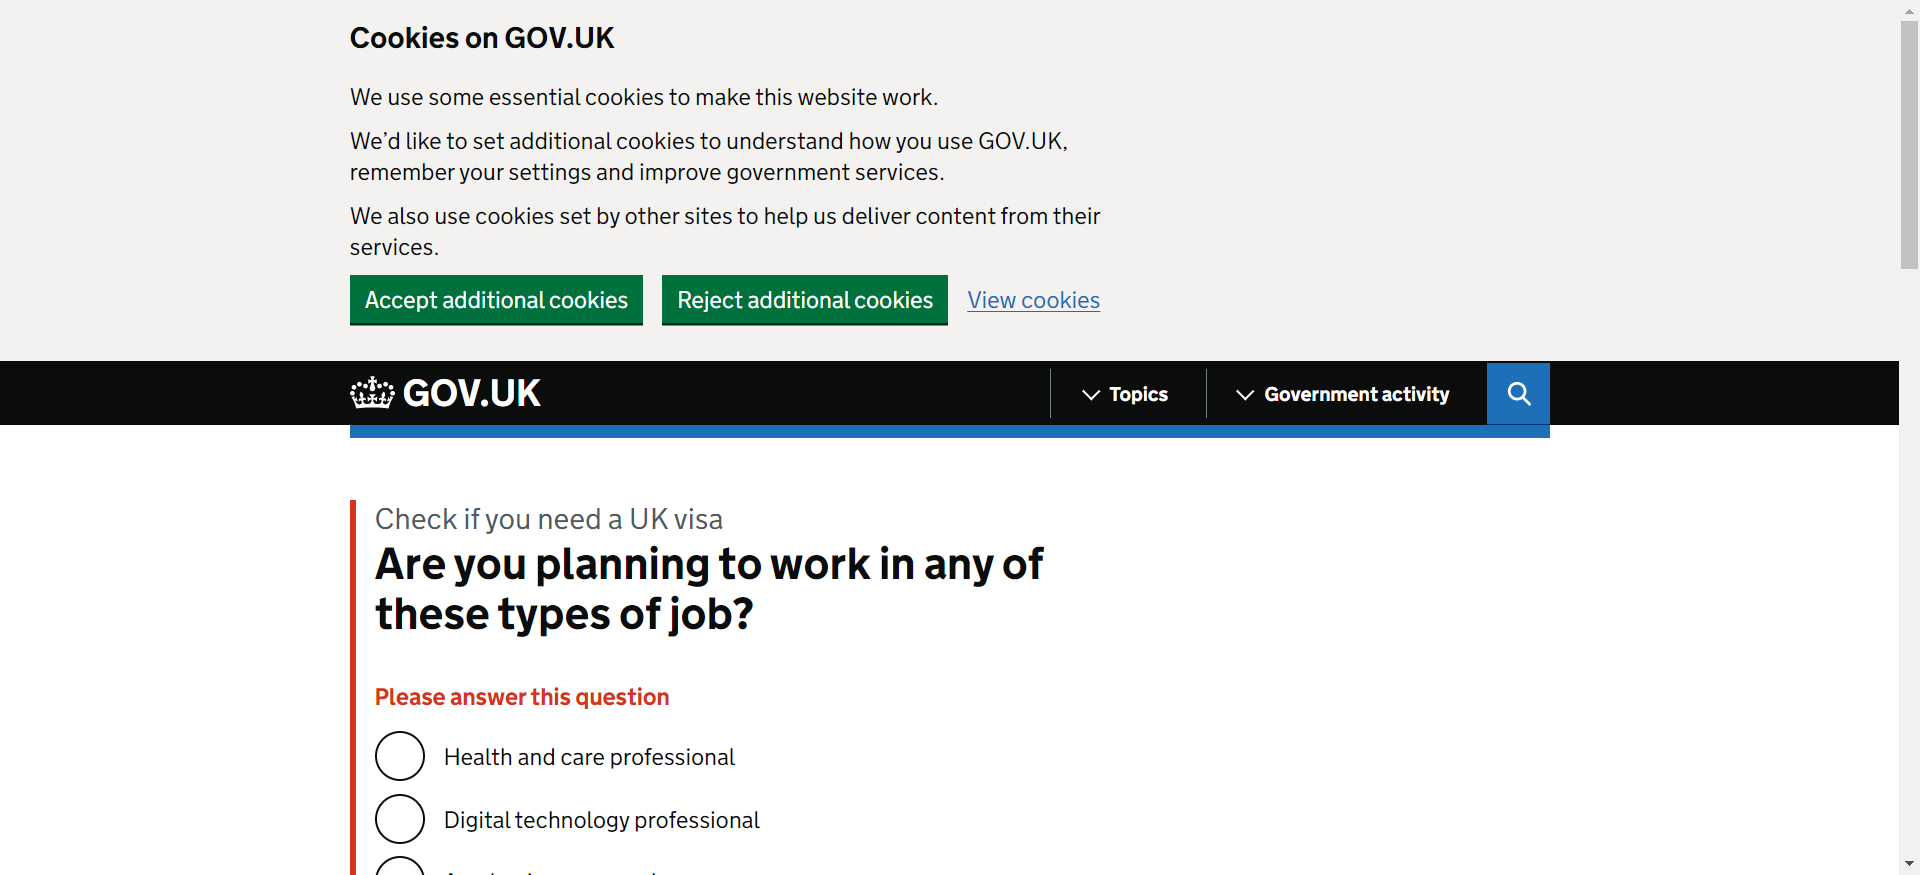 Cookies on GOV.UK
We use some essential cookies to make this website work.
We’d like to set additional cookies to understand how you use GOV.UK,
remember your settings and improve government services.
We also use cookies set by other sites to help us deliver content from their
services.
Accept additional cookies
Reject additional cookies
View cookies
GOV.UK
Topics
Government activity
Check if you need a UK visa
Are you planning to work in any of
these types of job?
Please answer this question
Health and care professional
Digital technology professional